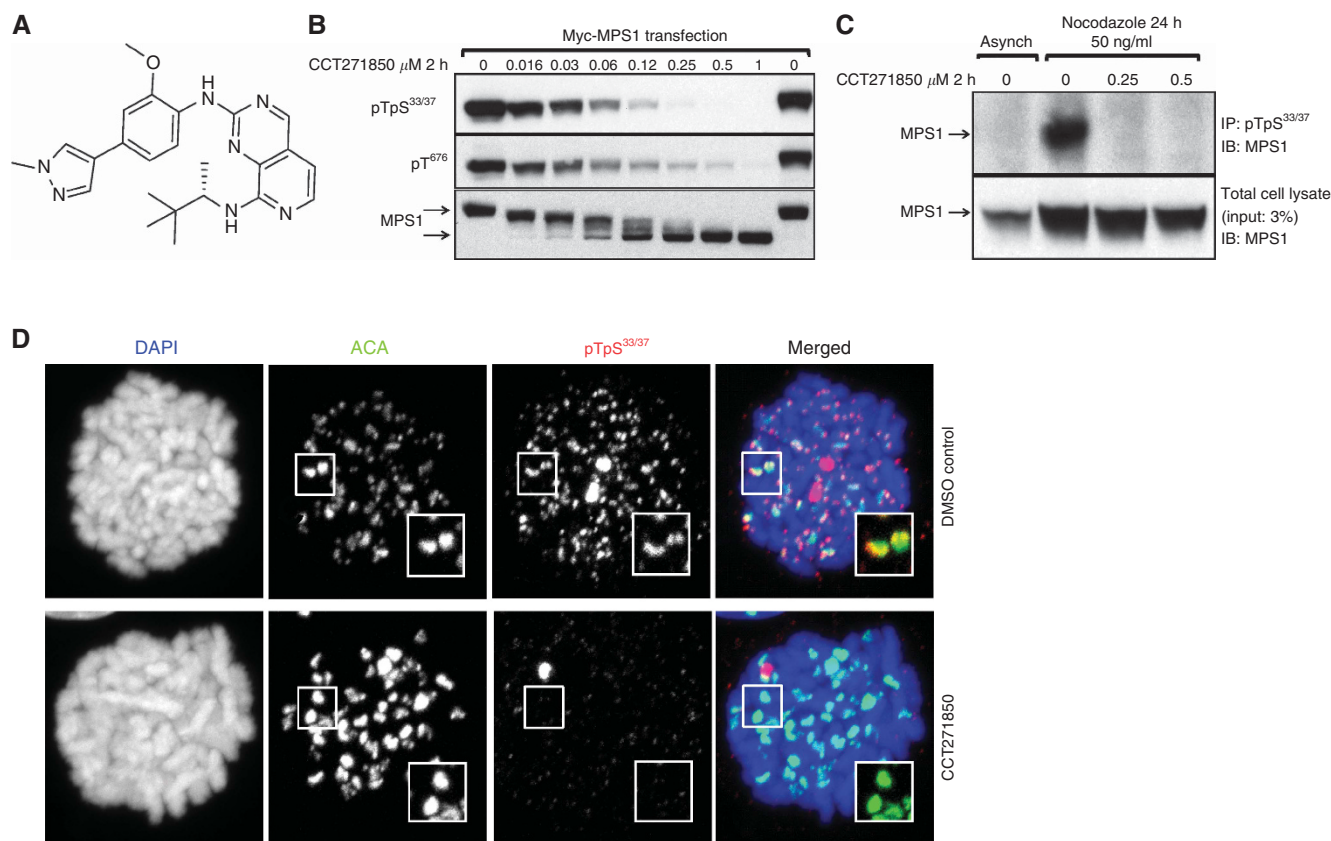 A
O
H
N
N
N
N
N
N
N
H
N
B
Myc-MPS1 transfection
CCT271850 μM 2 h 0 0.016 0.03 0.06 0.12 0.25 0.5 1 0
pTpS33/37
pT676
MPS1
C
Nocodazole 24 h
Asynch 50 ng/ml
CCT271850 μM 2 h 0 0 0.25 0.5
MPS1 IP: pTpS33/37
IB: MPS1
MPS1 Total cell lysate
(input: 3%)
IB: MPS1
D
DAPI ACA pTpS33/37 Merged
DMSO control
CCT271850